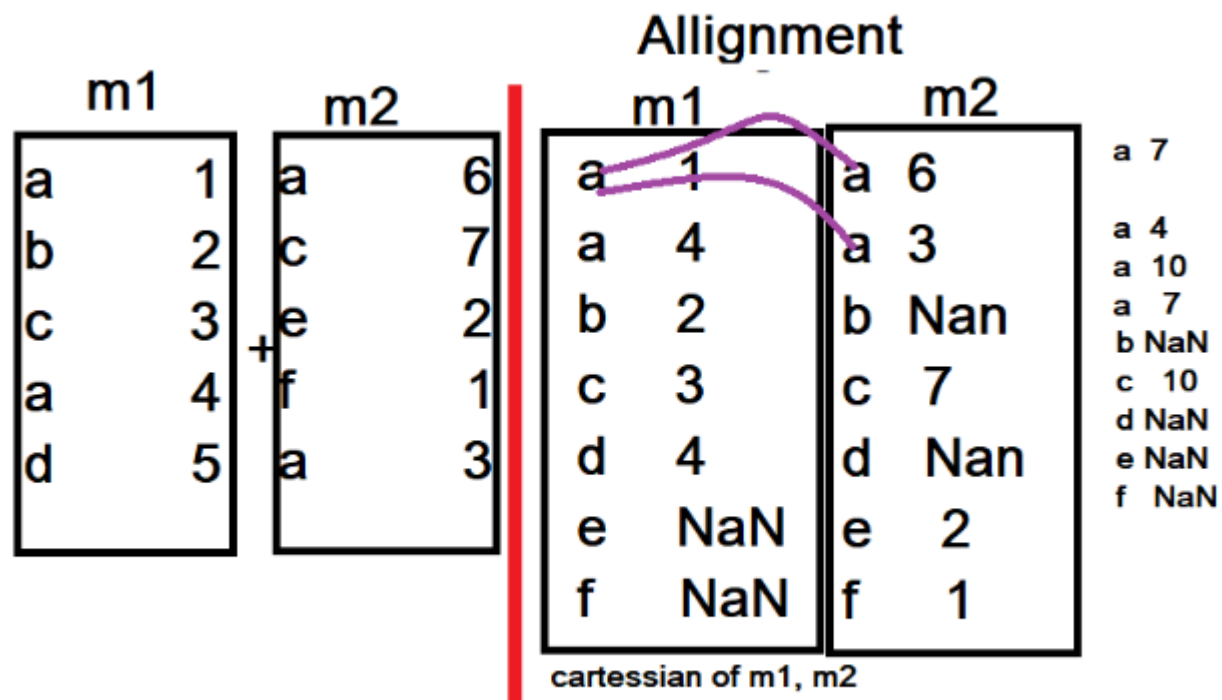 Allignment
m1
a 1
b 2
c 3
a 4
d 5
+
m2
a 6
c 7
e 2
f 1
a 3
m1
a 1
a 4
b 2
c 3
d 4
e NaN
f NaN
m2
a 6
a 3
b Nan
c 7
d Nan
e 2
f 1
cartessian of m1, m2
a 7
a 4
a 10
a 7
b NaN
c 10
d NaN
e NaN
f NaN